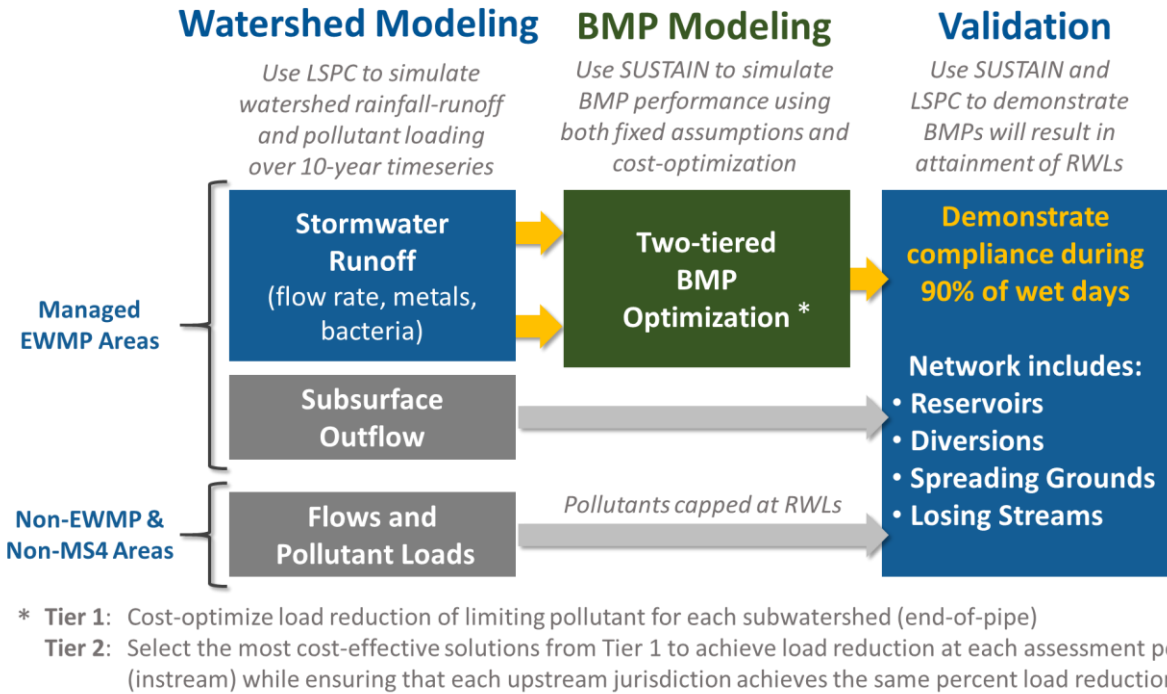 Watershed Modeling
Use LSPC to simulate
watershed rainfall-runoff
and pollutant loading
over 10-year timeseries
BMP Modeling
Use SUSTAIN to simulate
BMP performance using
both fixed assumptions and
cost-optimization
Validation
Use SUSTAIN and
LSPC to demonstrate
BMPs will result in
attainment of RWLs
Managed
EWMP Areas
Stormwater
Runoff
(flow rate, metals,
bacteria)
Two-tiered
BMP
Optimization *
Demonstrate
compliance during
90% of wet days
Subsurface
Outflow
Network includes:
• Reservoirs
• Diversions
• Spreading Grounds
• Losing Streams
Non-EWMP &
Non-MS4 Areas
Flows and
Pollutant Loads
Pollutants capped at RWLs
* Tier 1: Cost-optimize load reduction of limiting pollutant for each subwatershed (end-of-pipe)
Tier 2: Select the most cost-effective solutions from Tier 1 to achieve load reduction at each assessment
(instream) while ensuring that each upstream jurisdiction achieves the same percent load reduction